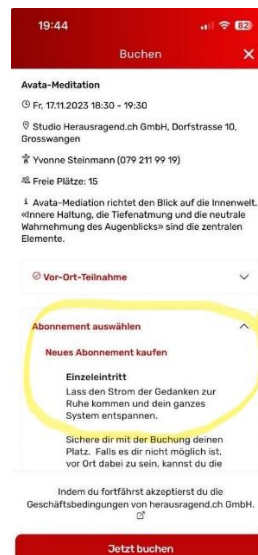 19:44
82
Buchen
Avata-Meditation
Fr, 17.11.2023 18:30 - 19:30
Studio Herausragend.ch GmbH, Dorfstrasse 10,
Grosswangen
Yvonne Steinmann (079 211 99 19)
Freie Plätze: 15
Avata-Meditation richtet den Blick auf die Innenwelt.
«Innere Haltung, die Tiefenatmung und die neutrale
Wahrnehmung des Augenblicks» sind die zentralen
Elemente.
Vor-Ort-Teilnahme
Abonnement auswählen
Neues Abonnement kaufen
Einzeleintritt
Lass den Strom der Gedanken zur
Ruhe kommen und dein ganzes
System entspannen.
Sichere dir mit der Buchung deinen
Platz. Falls es dir nicht möglich ist,
vor Ort dabei zu sein, kannst du die
Indem du fortfährst akzeptierst du die
Geschäftsbedingungen von herausragend.ch GmbH.
Jetzt buchen